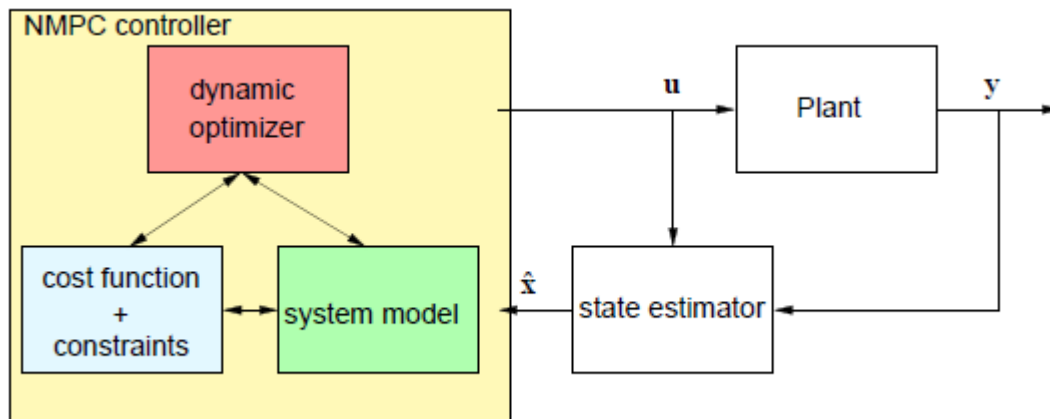 NMPC controller
dynamic
optimizer
u
Plant
y
cost function
+
constraints
system model
x̂
state estimator